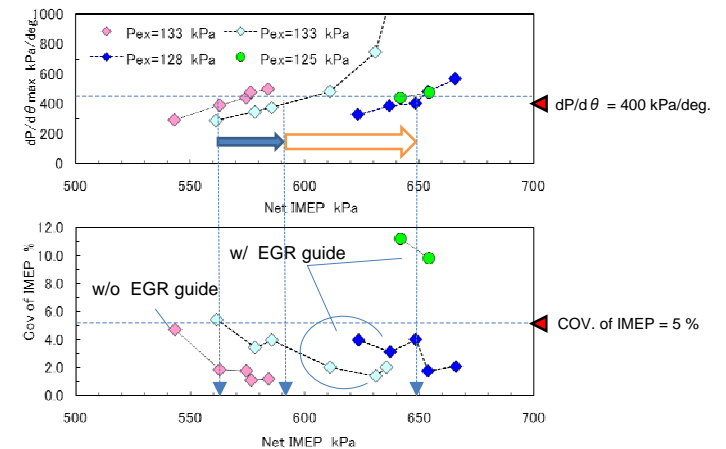 dP/dθ max kPa/deg.
1000
800
600
400
200
0
Pex=133 kPa
Pex=133 kPa
Pex=128 kPa
Pex=125 kPa
dP/dθ = 400 kPa/deg.
500
550
600
650
700
Net IMEP kPa
Cov of IMEP %
12.0
10.0
8.0
6.0
4.0
2.0
0.0
w/ EGR guide
w/o EGR guide
COV. of IMEP = 5 %
500
550
600
650
700
Net IMEP kPa